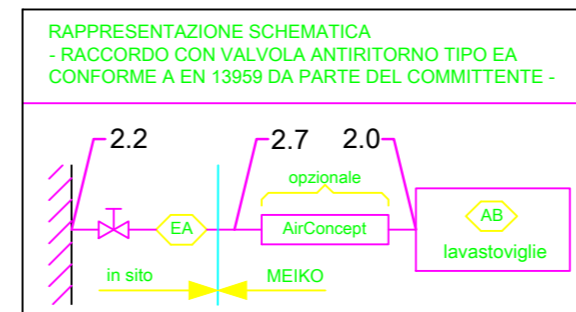 RAPPRESENTAZIONE SCHEMATICA
- RACCORDO CON VALVOLA ANTIRITORNO TIPO EA
CONFORME A EN 13959 DA PARTE DEL COMMITTENTE -
2.2
2.7
2.0
opzionale
EA
AirConcept
AB
lavastoviglie
in sito
MEIKO